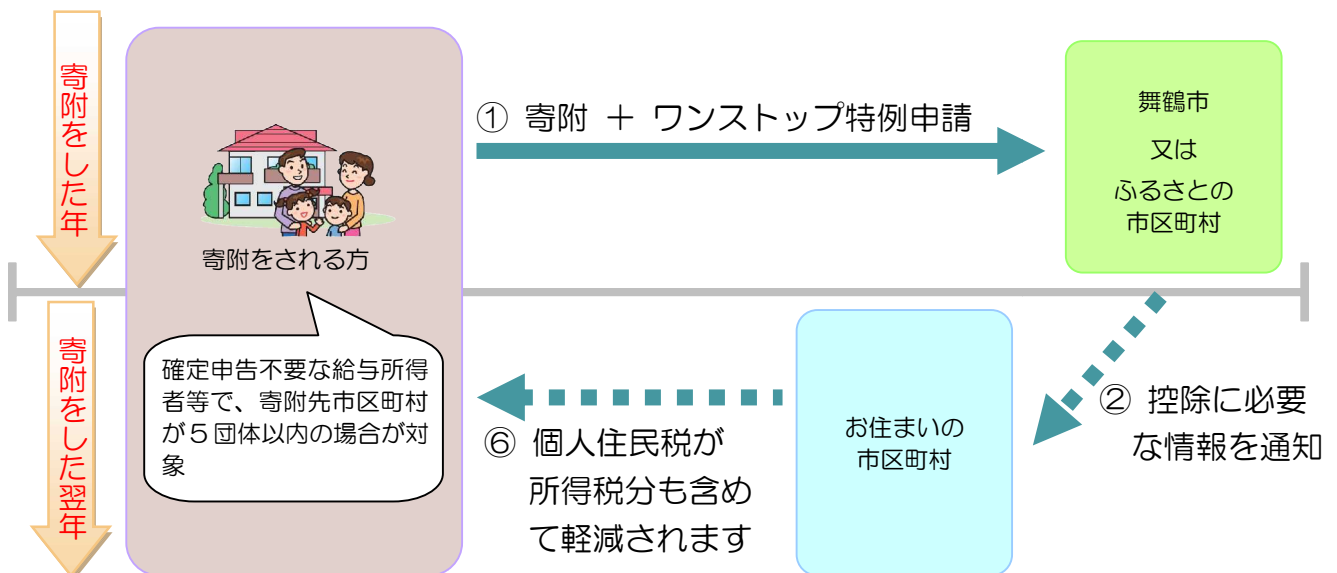 寄附をした年
① 寄附 ＋ ワンストップ特例申請
舞鶴市
又は
ふるさとの
市区町村
寄附をされる方
寄附をした翌年
確定申告不要な給与所得
者等で、寄附先市区町村
が５団体以内の場合が対
象
お住まいの
市区町村
② 控除に必要
な情報を通知
⑥ 個人住民税が
所得税分も含め
て軽減されます